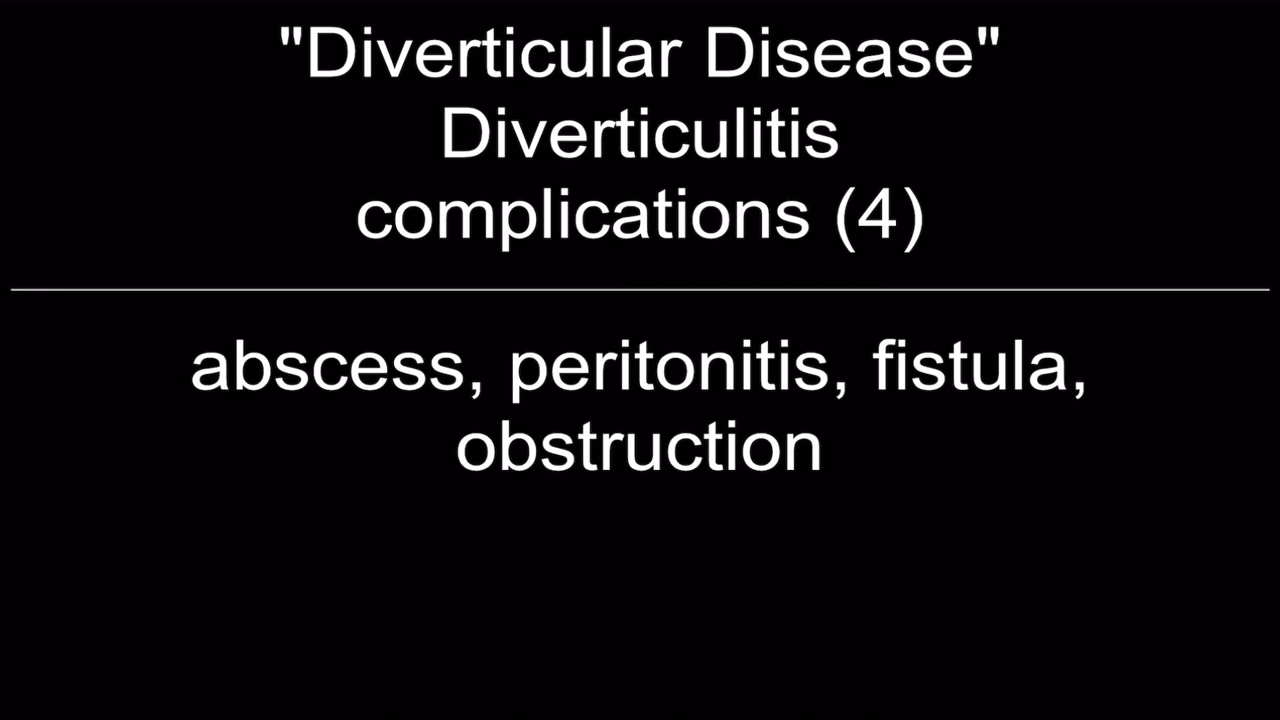 "Diverticular Disease"
Diverticulitis
complications (4)
abscess, peritonitis, fistula,
obstruction